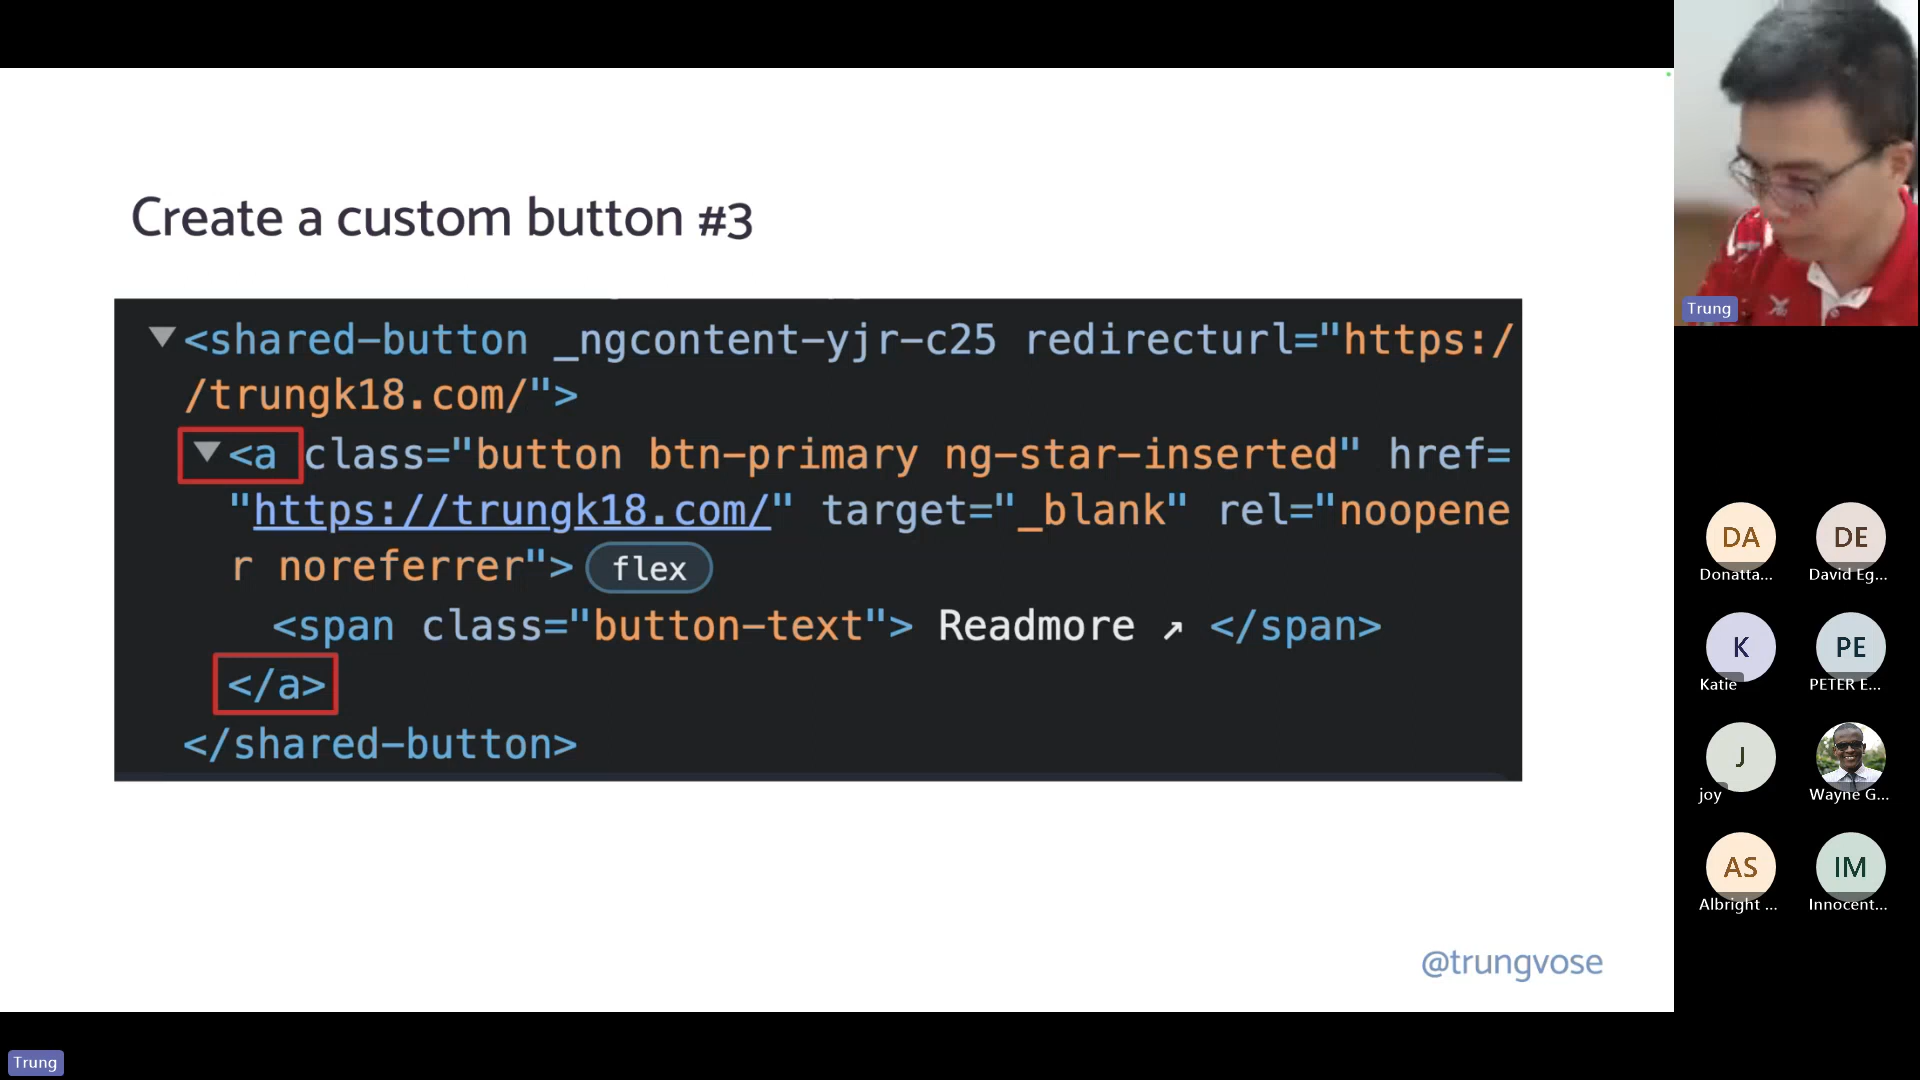 Create a custom button #3
<shared-button _ngcontent-yjr-c25 redirecturl="https:/
/trungk18.com/">
<a class="button btn-primary ng-star-inserted" href=
"https://trungk18.com/" target="_blank" rel="noopene
r noreferrer"> flex
<span class="button-text"> Readmore ↗ </span>
</a>
</shared-button>
@trungvose
Trung
Trung
DA
DE
Donatta...
David Eg...
K
PE
Katie
PETER E...
J
joy
Wayne G...
AS
IM
Albright ...
Innocent...